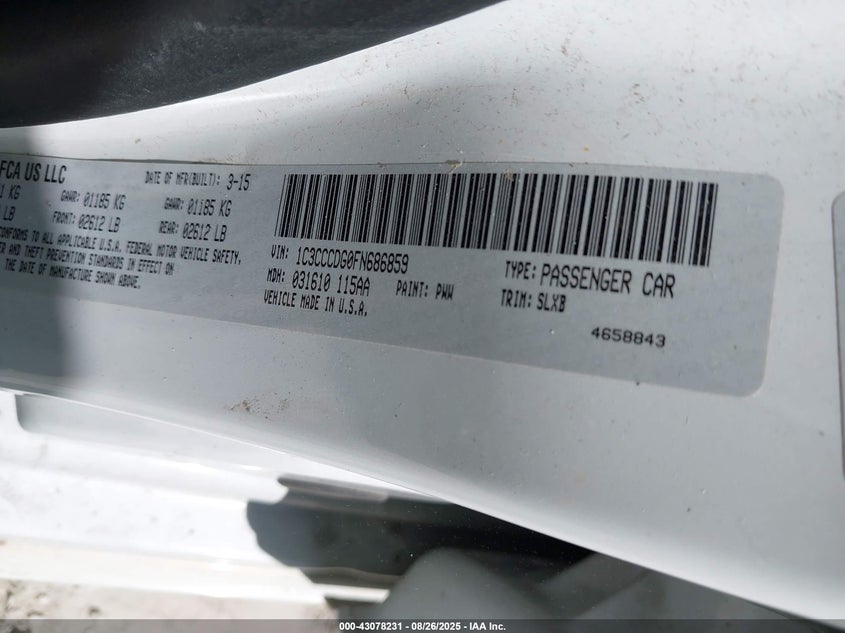 FCA US LLC DATE OF MFR(BUILT): 3-15
KG GAWR: 01185 KG GAWR: 01185 KG
LB FRONT: 02612 LB REAR: 02612 LB
CONFORMS TO ALL APPLICABLE U.S.A. FEDERAL MOTOR VEHICLE SAFETY,
AND THEFT PREVENTION STANDARDS IN EFFECT ON
THE DATE OF MANUFACTURE SHOWN ABOVE.
VIN: 1C3CCCDG0FN686859 TYPE: PASSENGER CAR
MDH: 031610 115AA PAINT: PWW TRIM: SLXB
VEHICLE MADE IN U.S.A.
4658843
000-43078231 - 08/26/2025 - IAA Inc.